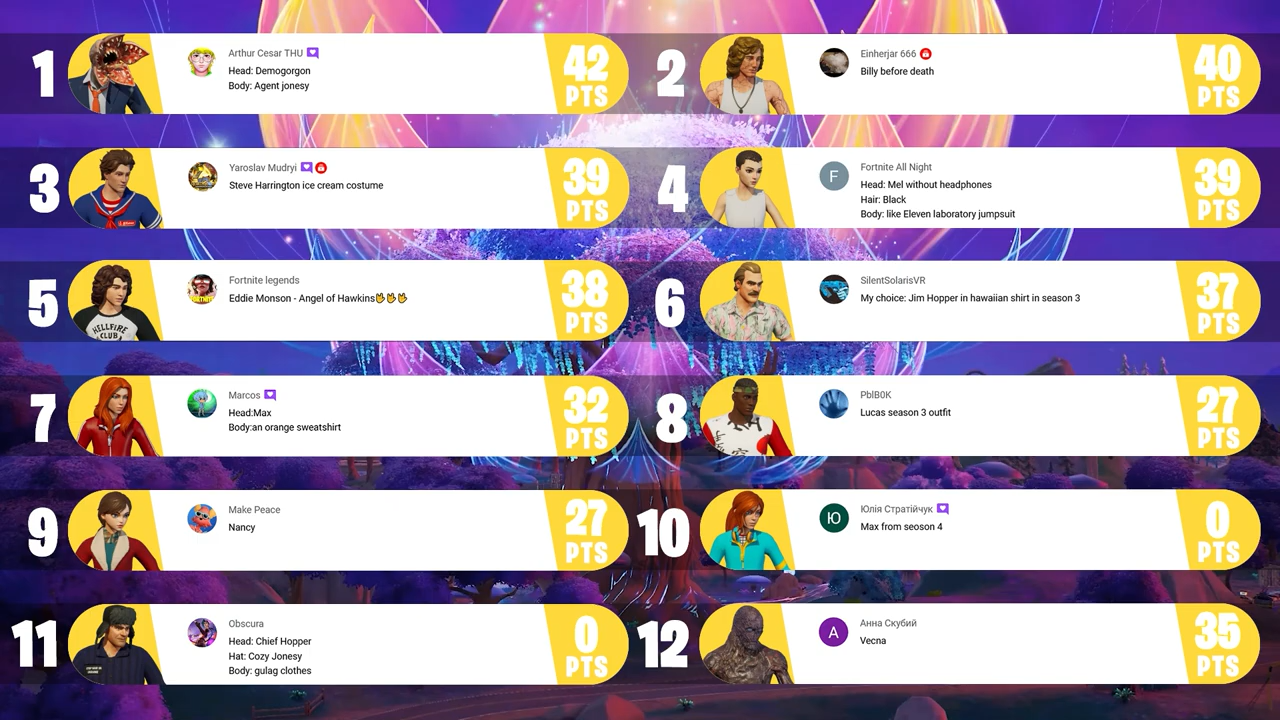 1
Arthur Cesar THU
Head: Demogorgon
Body: Agent jonesy
42
PTS
2
Einherjar 666
Billy before death
40
PTS
3
Yaroslav Mudryi
Steve Harrington ice cream costume
39
PTS
4
F
Fortnite All Night
Head: Mel without headphones
Hair: Black
Body: like Eleven laboratory jumpsuit
39
PTS
5
HELLFIRE
CLUB
Fortnite legends
Eddie Monson - Angel of Hawkins🤘🤘🤘
38
PTS
6
SilentSolarisVR
My choice: Jim Hopper in hawaiian shirt in season 3
37
PTS
7
Marcos
Head:Max
Body:an orange sweatshirt
32
PTS
8
PblB0K
Lucas season 3 outfit
27
PTS
9
Make Peace
Nancy
27
PTS
10
Ю
Юлія Стратійчук
Max from seoson 4
0
PTS
11
Obscura
Head: Chief Hopper
Hat: Cozy Jonesy
Body: gulag clothes
0
PTS
12
А
Анна Скубий
Vecna
35
PTS